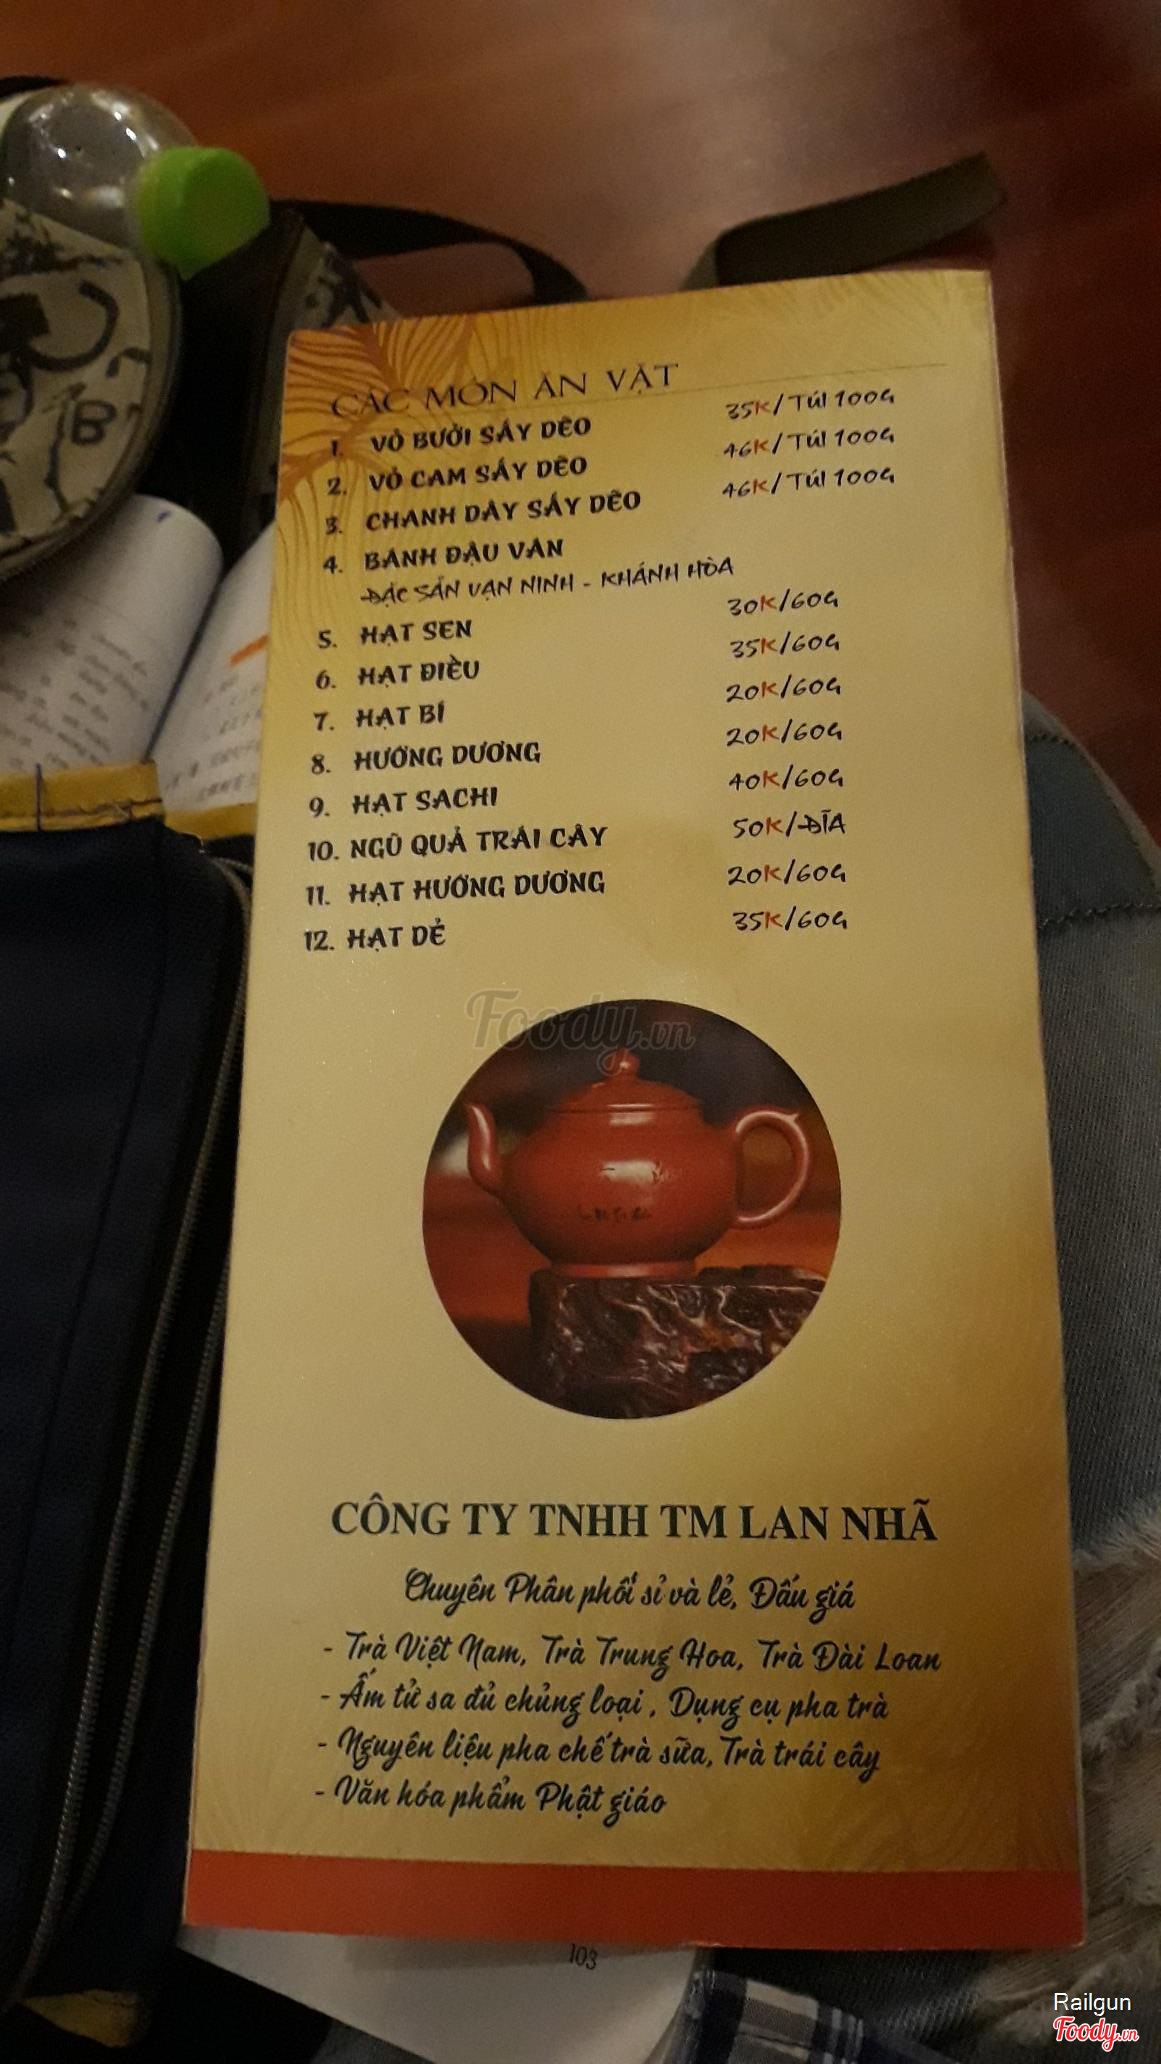 CÁC MÓN ĂN VẶT
1. VỎ BƯỞI SẤY DẺO 35K/TÚI 100G
2. VỎ CAM SẤY DẺO 46K/TÚI 100G
3. CHANH DÂY SẤY DẺO 46K/TÚI 100G
4. BÁNH ĐẬU VÁN
ĐẶC SẢN VẠN NINH - KHÁNH HÒA
30K/60G
5. HẠT SEN 35K/60G
6. HẠT ĐIỀU 20K/60G
7. HẠT BÍ 20K/60G
8. HƯỚNG DƯƠNG 40K/60G
9. HẠT SACHI 50K/ĐĨA
10. NGŨ QUẢ TRÁI CÂY 20K/60G
11. HẠT HƯỚNG DƯƠNG 35K/60G
12. HẠT DẺ
Foody.vn
CÔNG TY TNHH TM LAN NHÃ
Chuyên Phân phối sỉ và lẻ, Đấu giá
- Trà Việt Nam, Trà Trung Hoa, Trà Đài Loan
- Ấm tử sa đủ chủng loại, Dụng cụ pha trà
- Nguyên liệu pha chế trà sữa, Trà trái cây
- Văn hóa phẩm Phật giáo
103
Railgun
Foody.vn